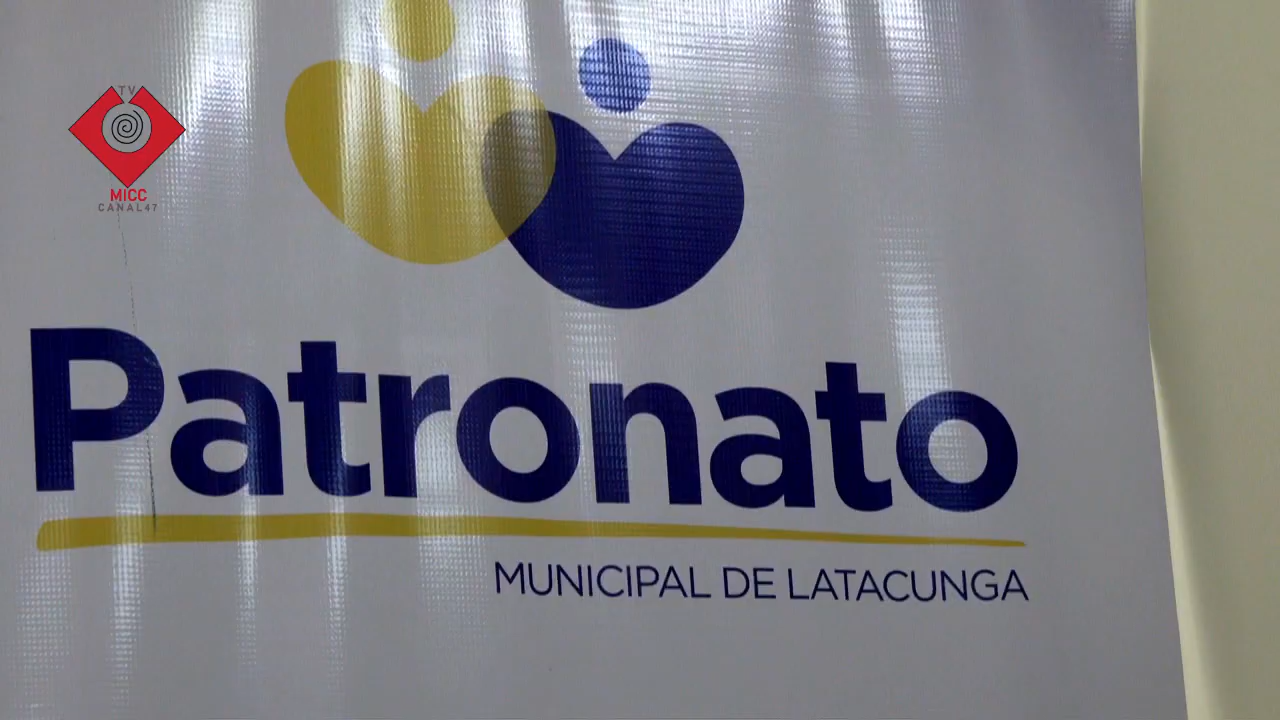 TV
MICC
CANAL47
Patronato
MUNICIPAL DE LATACUNGA